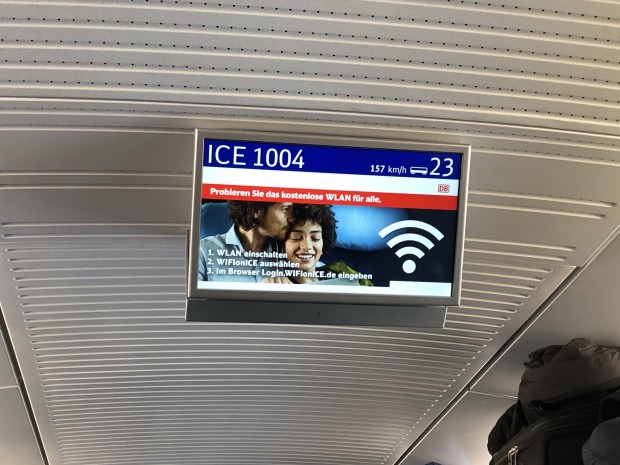 ICE 1004 157 km/h 23
DB
Probieren Sie das kostenlose WLAN für alle.
1. WLAN einschalten
2. WIFIonICE auswählen
3. Im Browser LogIn.WIFIonICE.de eingeben